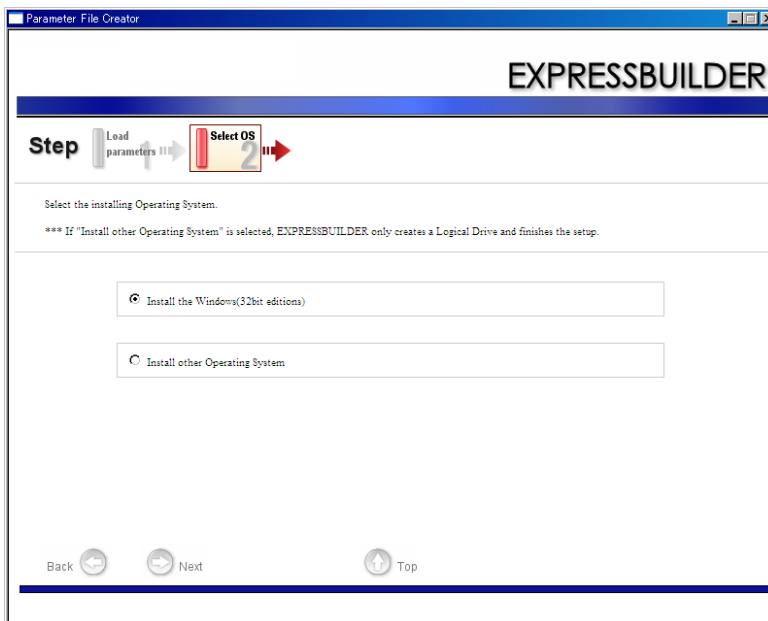 Parameter File Creator
EXPRESSBUILDER
Step
Load
parameters 1
Select OS
2
Select the installing Operating System.
*** If "Install other Operating System" is selected, EXPRESSBUILDER only creates a Logical Drive and finishes the setup.
Install the Windows(32bit editions)
Install other Operating System
Back Next Top